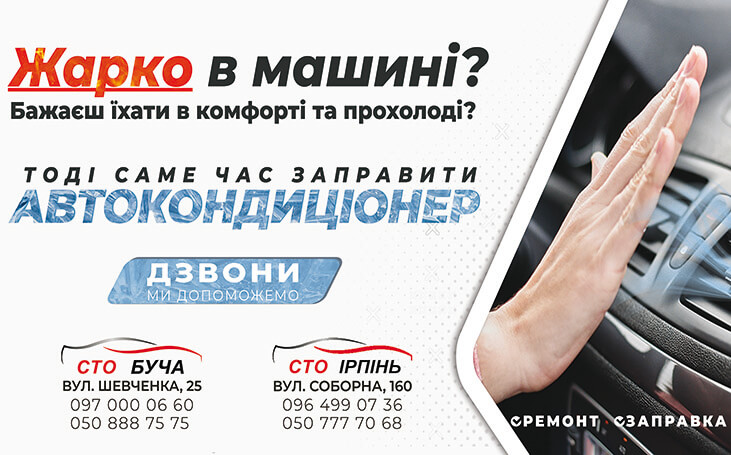 Жарко в машині?
Бажаєш їхати в комфорті та прохолоді?
ТОДІ САМЕ ЧАС ЗАПРАВИТИ
АВТОКОНДИЦІОНЕР
ДЗВОНИ
МИ ДОПОМОЖЕМО
СТО БУЧА
ВУЛ. ШЕВЧЕНКА, 25
097 000 06 60
050 888 75 75
СТО ІРПІНЬ
ВУЛ. СОБОРНА, 160
096 499 07 36
050 777 70 68
РЕМОНТ ЗАПРАВКА